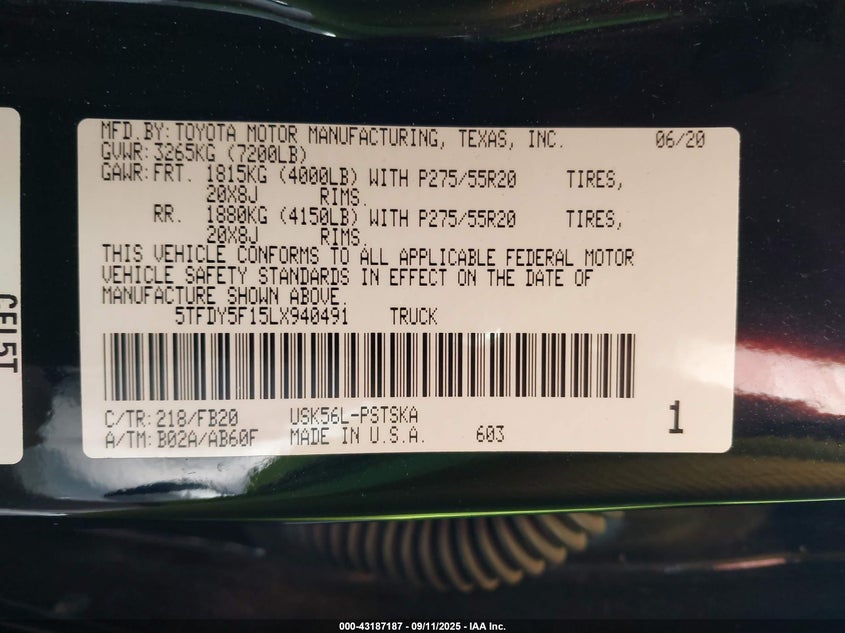 MFD.BY: TOYOTA MOTOR MANUFACTURING, TEXAS, INC. 06/20
GVWR: 3265KG (7200LB)
GAWR: FRT. 1815KG (4000LB) WITH P275/55R20 TIRES,
20X8J RIMS.
RR. 1880KG (4150LB) WITH P275/55R20 TIRES,
20X8J RIMS.
THIS VEHICLE CONFORMS TO ALL APPLICABLE FEDERAL MOTOR
VEHICLE SAFETY STANDARDS IN EFFECT ON THE DATE OF
MANUFACTURE SHOWN ABOVE.
5TFDY5F15LX940491 TRUCK
C/TR: 218/FB20 USK56L-PSTSKA
A/TM: B02A/AB60F MADE IN U.S.A. 603
1
000-43187187 - 09/11/2025 - IAA Inc.